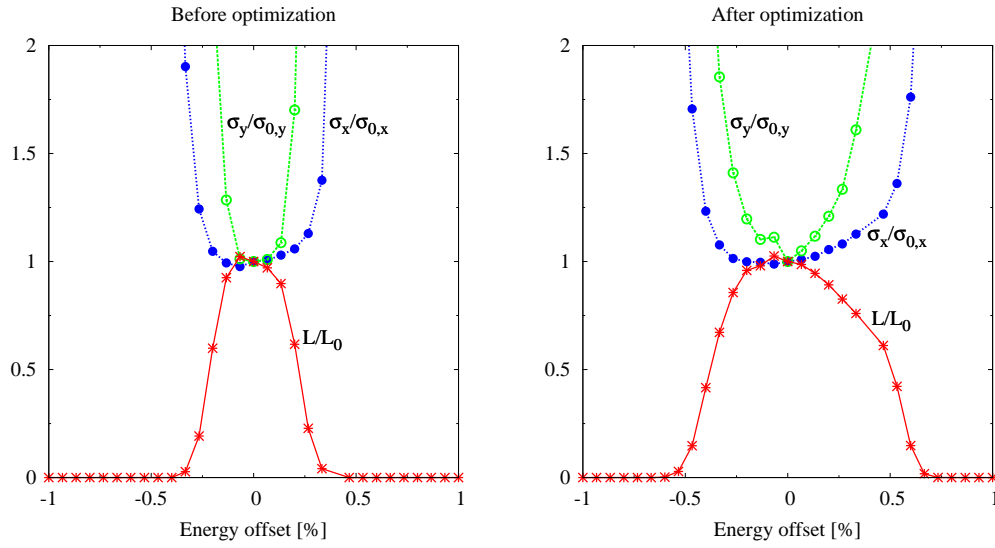 Before optimization
2
1.5
1
0.5
0
-1
-0.5
0
0.5
1
Energy offset [%]
σy/σ0,y
σx/σ0,x
L/L0
After optimization
2
1.5
1
0.5
0
-1
-0.5
0
0.5
1
Energy offset [%]
σy/σ0,y
σx/σ0,x
L/L0